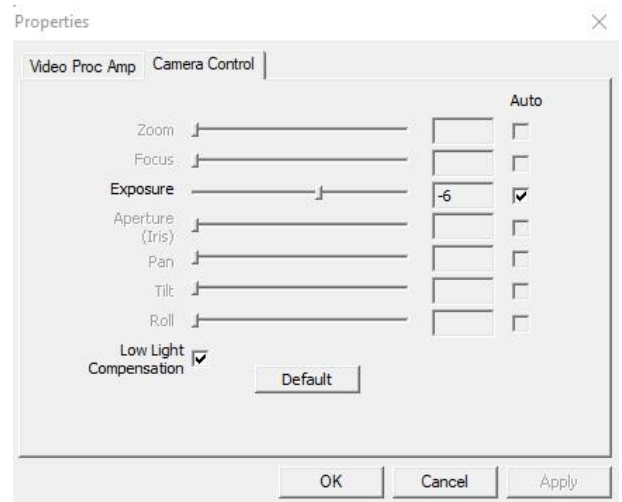 Properties
Video Proc Amp
Camera Control
Auto
Zoom
Focus
Exposure
-6
Aperture
(Iris)
Pan
Tilt
Roll
Low Light
Compensation
Default
OK
Cancel
Apply